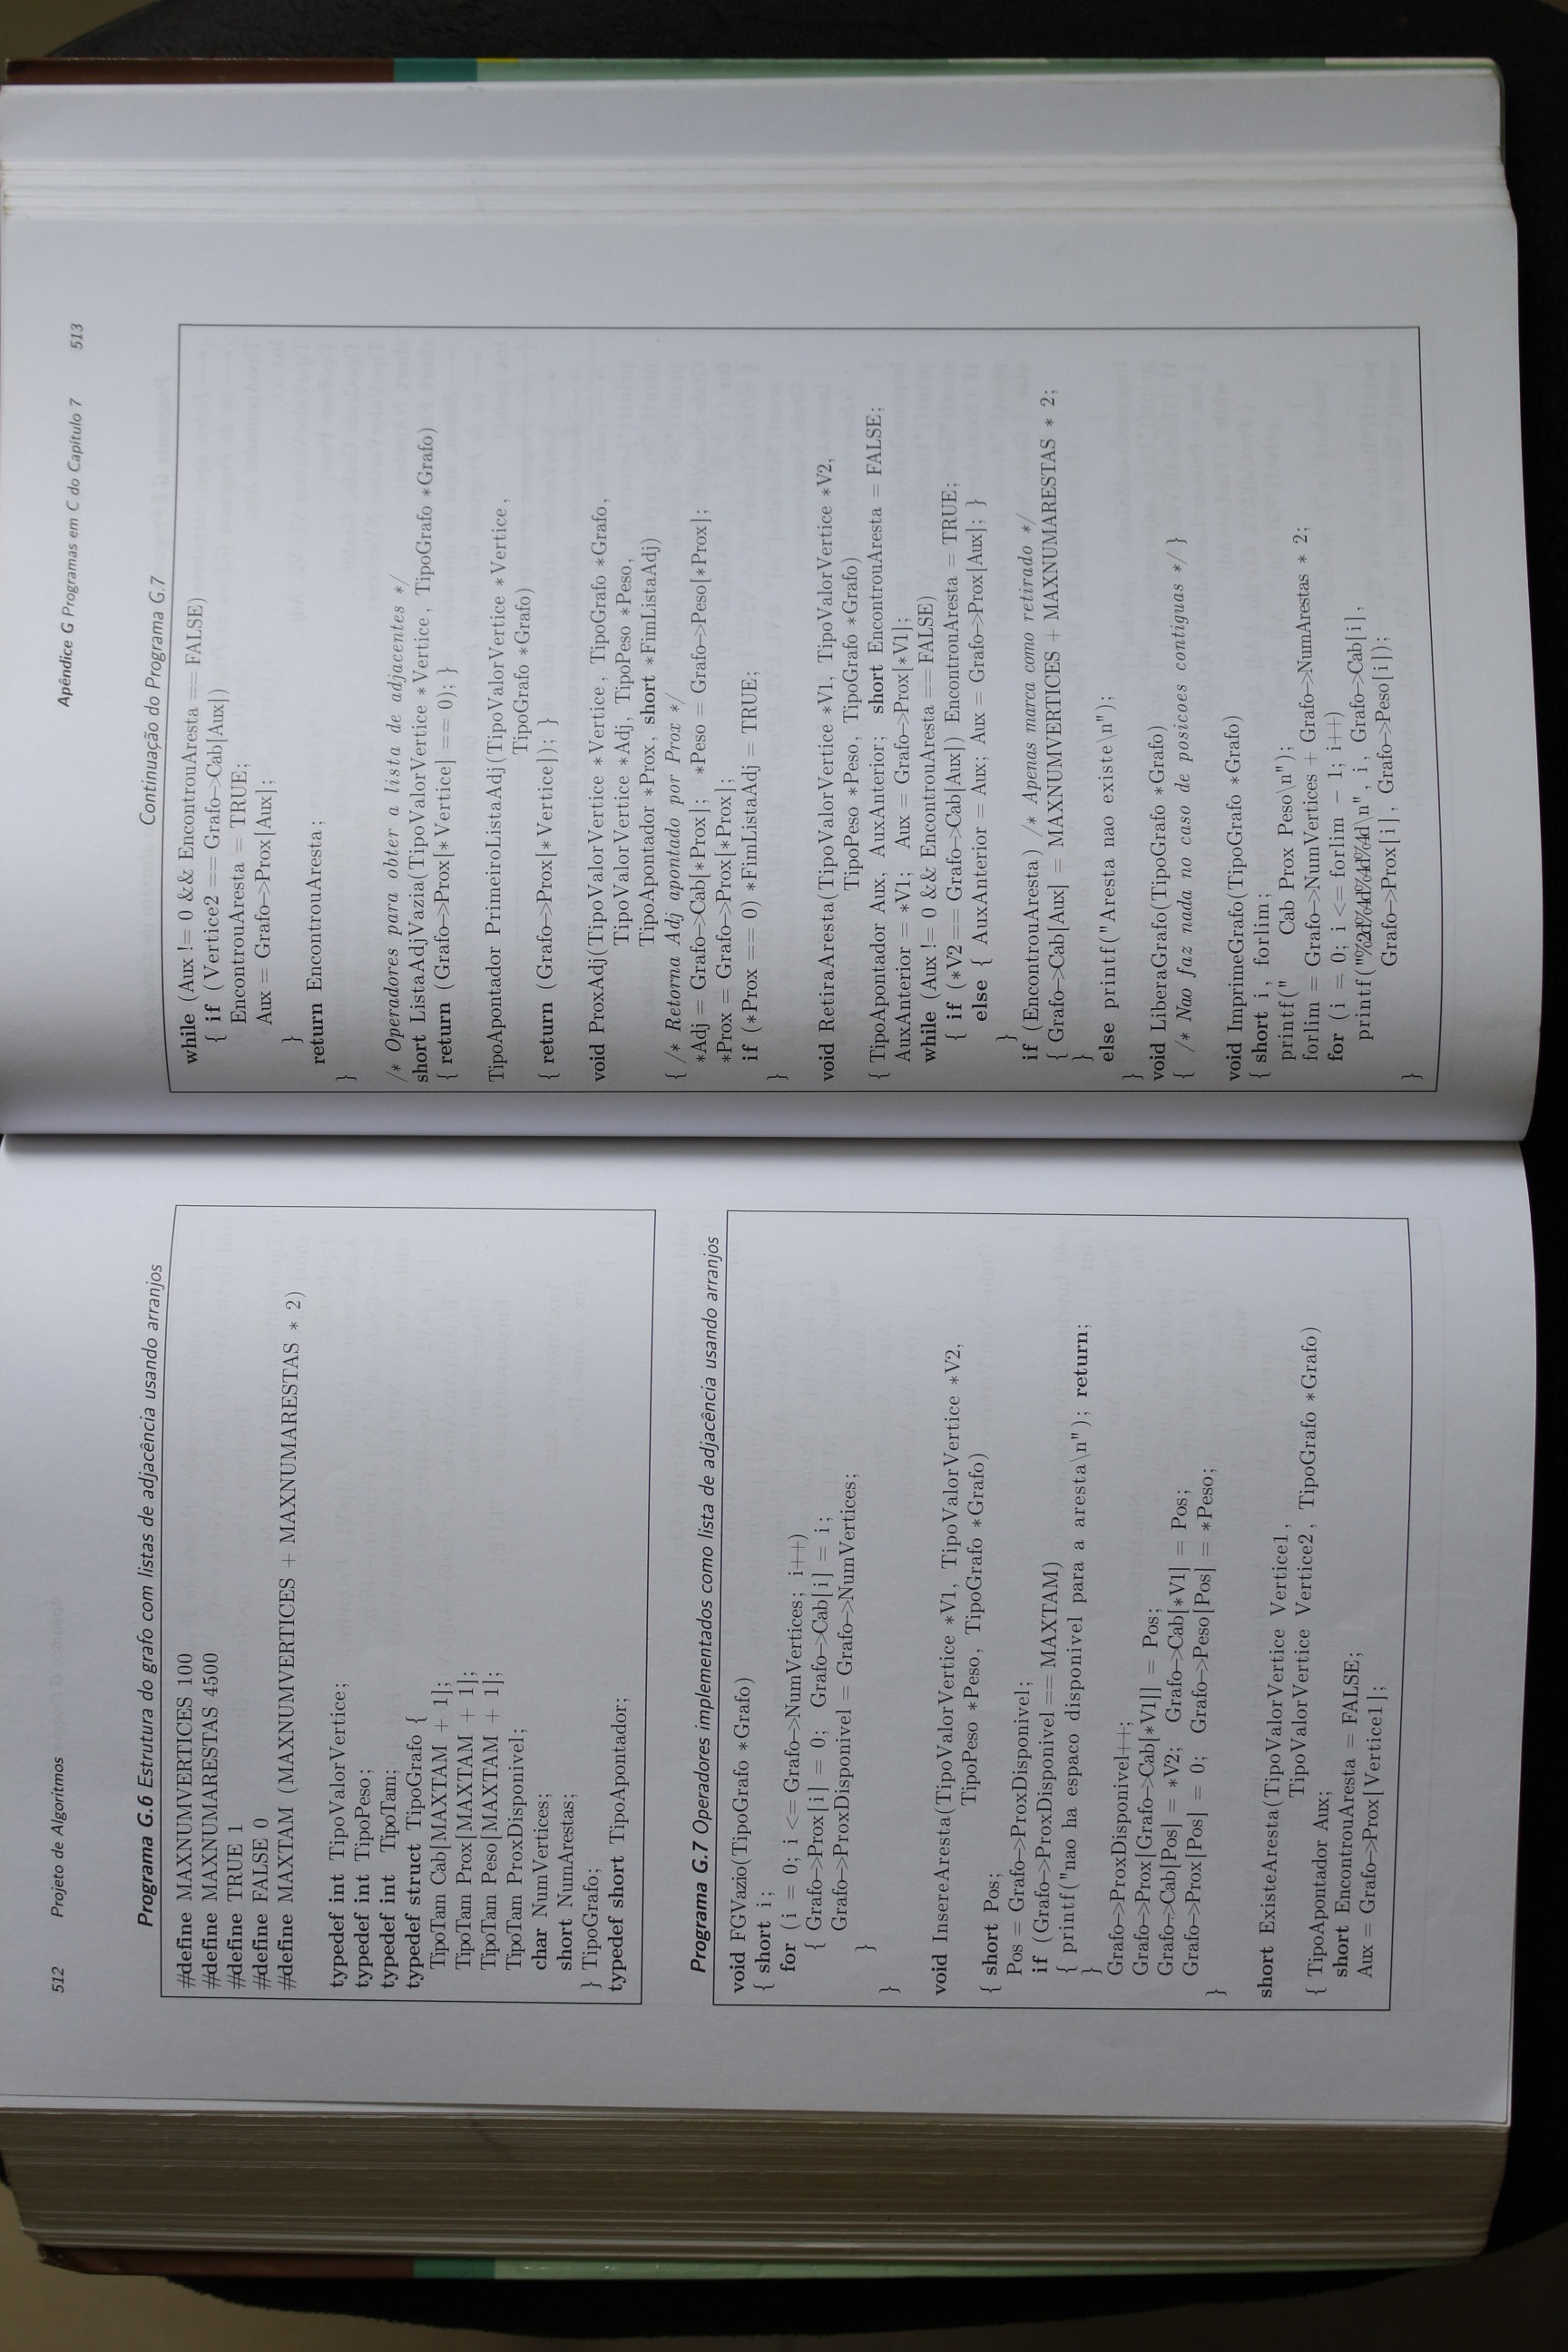 512 Projeto de Algoritmos
Programa G.6 Estrutura do grafo com listas de adjacência usando arranjos
#define MAXNUMVERTICES 100
#define MAXNUMARESTAS 4500
#define TRUE 1
#define FALSE 0
#define MAXTAM (MAXNUMVERTICES + MAXNUMARESTAS * 2)
typedef int TipoValorVertice;
typedef int TipoPeso;
typedef int TipoTam;
typedef struct TipoGrafo {
TipoTam Cab[MAXTAM + 1];
TipoTam Prox[MAXTAM + 1];
TipoTam Peso[MAXTAM + 1];
TipoTam ProxDisponivel;
char NumVertices;
short NumArestas;
} TipoGrafo;
typedef short TipoApontador;
Programa G.7 Operadores implementados como lista de adjacência usando arranjos
void FGVazio(TipoGrafo *Grafo)
{ short i;
for (i = 0; i <= Grafo->NumVertices; i++)
{ Grafo->Prox[i] = 0; Grafo->Cab[i] = i;
Grafo->ProxDisponivel = Grafo->NumVertices;
}
}
void InsereAresta(TipoValorVertice *V1, TipoValorVertice *V2,
TipoPeso *Peso, TipoGrafo *Grafo)
{ short Pos;
Pos = Grafo->ProxDisponivel;
if (Grafo->ProxDisponivel == MAXTAM)
{ printf("nao ha espaco disponivel para a aresta\n"); return;
}
Grafo->ProxDisponivel++;
Grafo->Prox[Grafo->Cab[*V1]] = Pos;
Grafo->Cab[Pos] = *V2; Grafo->Cab[*V1] = Pos;
Grafo->Prox[Pos] = 0; Grafo->Peso[Pos] = *Peso;
}
short ExisteAresta(TipoValorVertice Vertice1,
TipoValorVertice Vertice2, TipoGrafo *Grafo)
{ TipoApontador Aux;
short EncontrouAresta = FALSE;
Aux = Grafo->Prox[Vertice1];
Apêndice G Programas em C do Capítulo 7 513
Continuação do Programa G.7
while (Aux != 0 && EncontrouAresta == FALSE)
{ if (Vertice2 == Grafo->Cab[Aux])
EncontrouAresta = TRUE;
Aux = Grafo->Prox[Aux];
}
return EncontrouAresta;
}
/* Operadores para obter a lista de adjacentes */
short ListaAdjVazia(TipoValorVertice *Vertice, TipoGrafo *Grafo)
{ return (Grafo->Prox[*Vertice] == 0); }
TipoApontador PrimeiroListaAdj(TipoValorVertice *Vertice,
TipoGrafo *Grafo)
{ return (Grafo->Prox[*Vertice]); }
void ProxAdj(TipoValorVertice *Vertice, TipoGrafo *Grafo,
TipoValorVertice *Adj, TipoPeso *Peso,
TipoApontador *Prox, short *FimListaAdj)
{ /* Retorna Adj apontado por Prox */
*Adj = Grafo->Cab[*Prox]; *Peso = Grafo->Peso[*Prox];
*Prox = Grafo->Prox[*Prox];
if (*Prox == 0) *FimListaAdj = TRUE;
}
void RetiraAresta(TipoValorVertice *V1, TipoValorVertice *V2,
TipoPeso *Peso, TipoGrafo *Grafo)
{ TipoApontador Aux, AuxAnterior; short EncontrouAresta = FALSE;
AuxAnterior = *V1; Aux = Grafo->Prox[*V1];
while (Aux != 0 && EncontrouAresta == FALSE)
{ if (*V2 == Grafo->Cab[Aux]) EncontrouAresta = TRUE;
else { AuxAnterior = Aux; Aux = Grafo->Prox[Aux]; }
}
if (EncontrouAresta) /* Apenas marca como retirado */
{ Grafo->Cab[Aux] = MAXNUMVERTICES + MAXNUMARESTAS * 2;
}
else printf("Aresta nao existe\n");
}
void LiberaGrafo(TipoGrafo *Grafo)
{ /* Nao faz nada no caso de posicoes contiguas */ }
void ImprimeGrafo(TipoGrafo *Grafo)
{ short i, forlim;
printf(" Cab Prox Peso\n");
forlim = Grafo->NumVertices + Grafo->NumArestas * 2;
for (i = 0; i <= forlim - 1; i++)
printf("%2d%4d%4d%4d\n", i, Grafo->Cab[i],
Grafo->Prox[i], Grafo->Peso[i]);
}